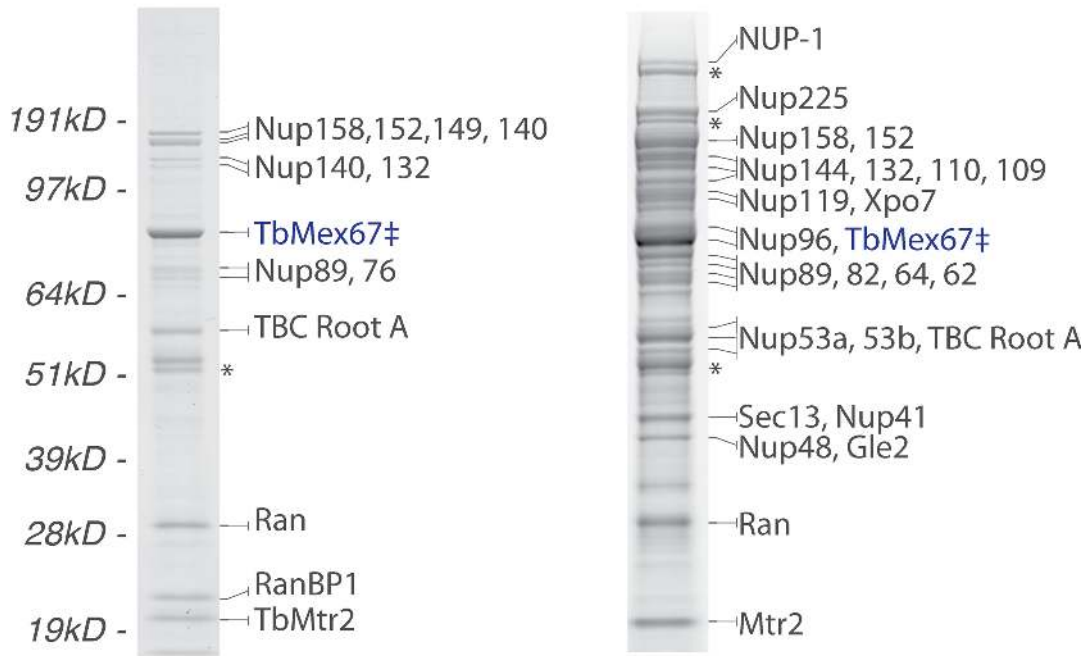 191kD -
97kD -
64kD -
51kD -
39kD -
28kD -
19kD -
Nup158,152,149, 140
Nup140, 132
TbMex67‡
Nup89, 76
TBC Root A
*
Ran
RanBP1
TbMtr2
NUP-1
*
Nup225
*
Nup158, 152
Nup144, 132, 110, 109
Nup119, Xpo7
Nup96, TbMex67‡
Nup89, 82, 64, 62
Nup53a, 53b, TBC Root A
*
Sec13, Nup41
Nup48, Gle2
Ran
Mtr2